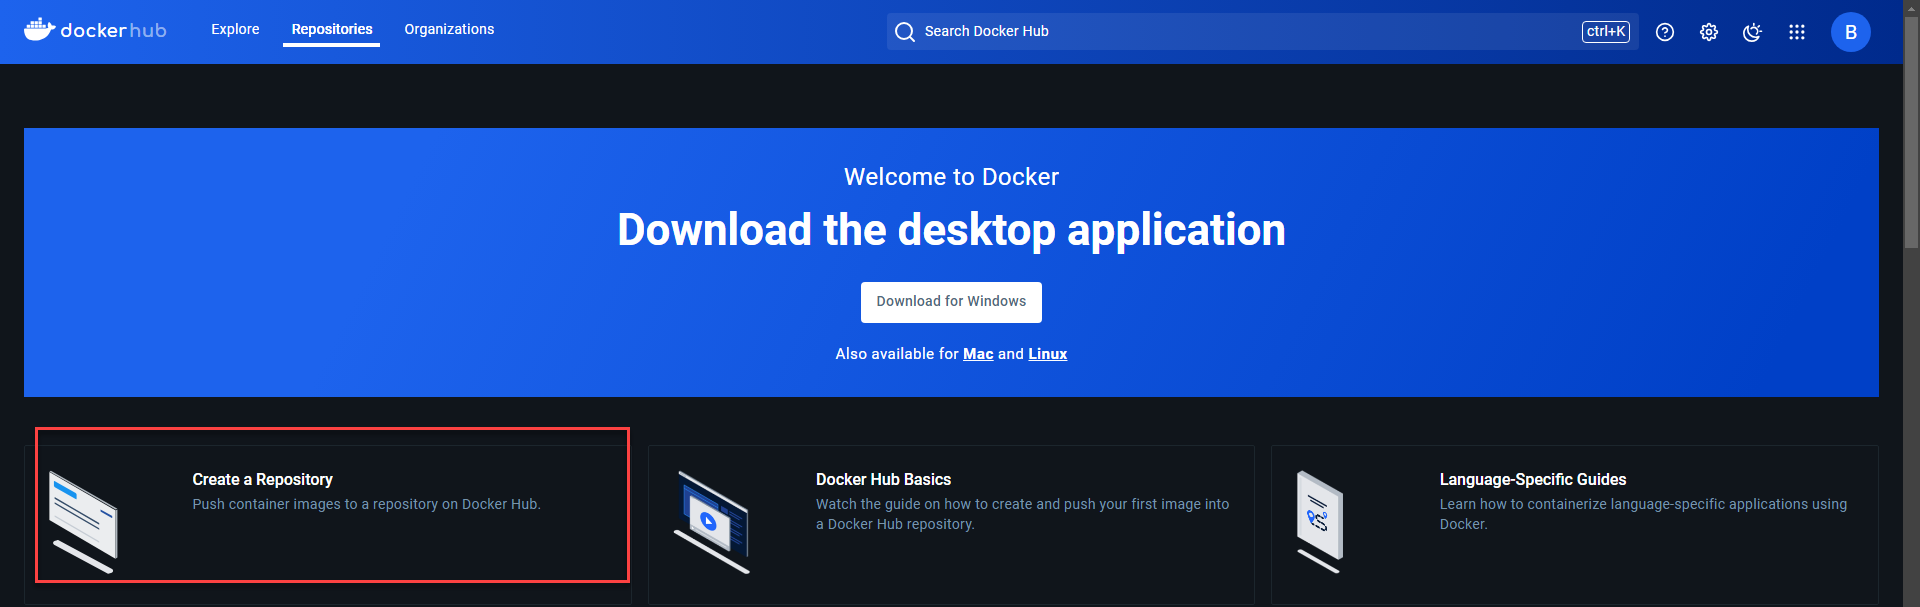 dockerhub
Explore
Repositories
Organizations
Search Docker Hub
ctrl+K
B
Welcome to Docker
Download the desktop application
Download for Windows
Also available for Mac and Linux
Create a Repository
Push container images to a repository on Docker Hub.
Docker Hub Basics
Watch the guide on how to create and push your first image into
a Docker Hub repository.
Language-Specific Guides
Learn how to containerize language-specific applications using
Docker.